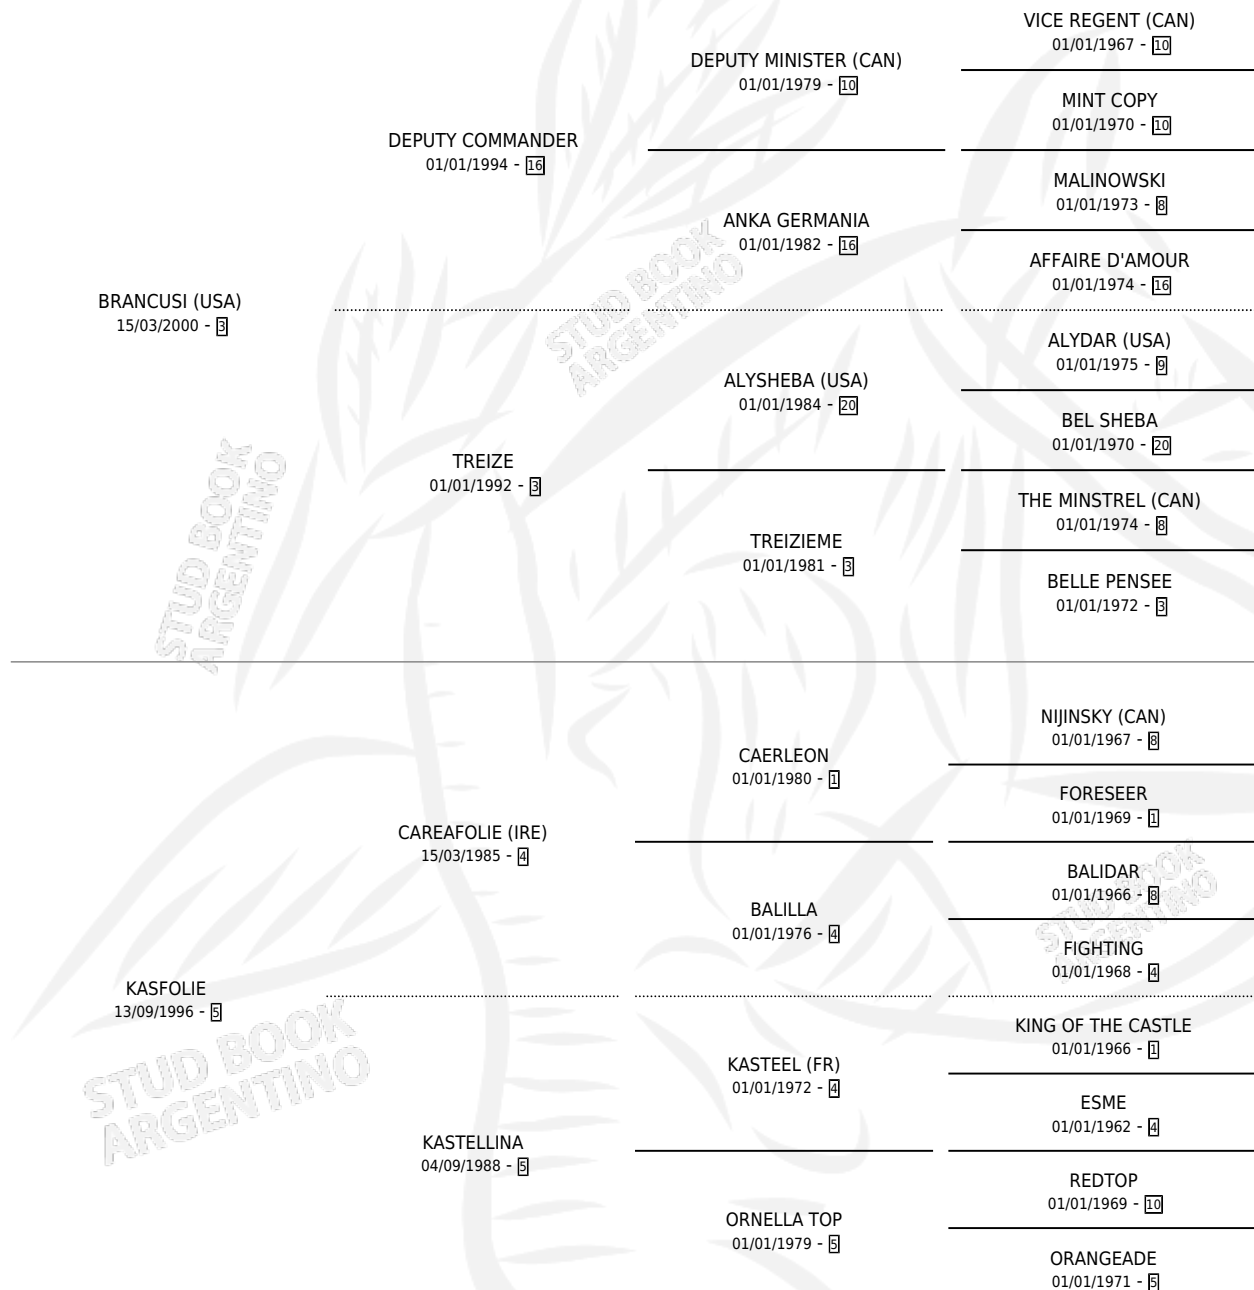 VICE REGENT (CAN)
01/01/1967 - 10
DEPUTY MINISTER (CAN)
01/01/1979 - 10
MINT COPY
01/01/1970 - 10
DEPUTY COMMANDER
01/01/1994 - 16
MALINOWSKI
01/01/1973 - 8
ANKA GERMANIA
01/01/1982 - 16
AFFAIRE D'AMOUR
01/01/1974 - 16
BRANCUSI (USA)
15/03/2000 - 3
STUD BOOK
ARGENTINO
ALYDAR (USA)
01/01/1975 - 9
ALYSHEBA (USA)
01/01/1984 - 20
BEL SHEBA
01/01/1970 - 20
TREIZE
01/01/1992 - 3
THE MINSTREL (CAN)
01/01/1974 - 8
TREIZIEME
01/01/1981 - 3
BELLE PENSEE
01/01/1972 - 3
STUD BOOK
ARGENTINO
NIJINSKY (CAN)
01/01/1967 - 8
CAERLEON
01/01/1980 - 1
FORESEER
01/01/1969 - 1
CAREAFOLIE (IRE)
15/03/1985 - 4
BALIDAR
01/01/1966 - 8
BALILLA
01/01/1976 - 4
STUD BOOK
ARGENTINO
FIGHTING
01/01/1968 - 4
KASFOLIE
13/09/1996 - 5
KING OF THE CASTLE
01/01/1966 - 1
KASTEEL (FR)
01/01/1972 - 4
STUD BOOK
ARGENTINO
ESME
01/01/1962 - 4
KASTELLINA
04/09/1988 - 5
REDTOP
01/01/1969 - 10
ORNELLA TOP
01/01/1979 - 5
ORANGEADE
01/01/1971 - 5